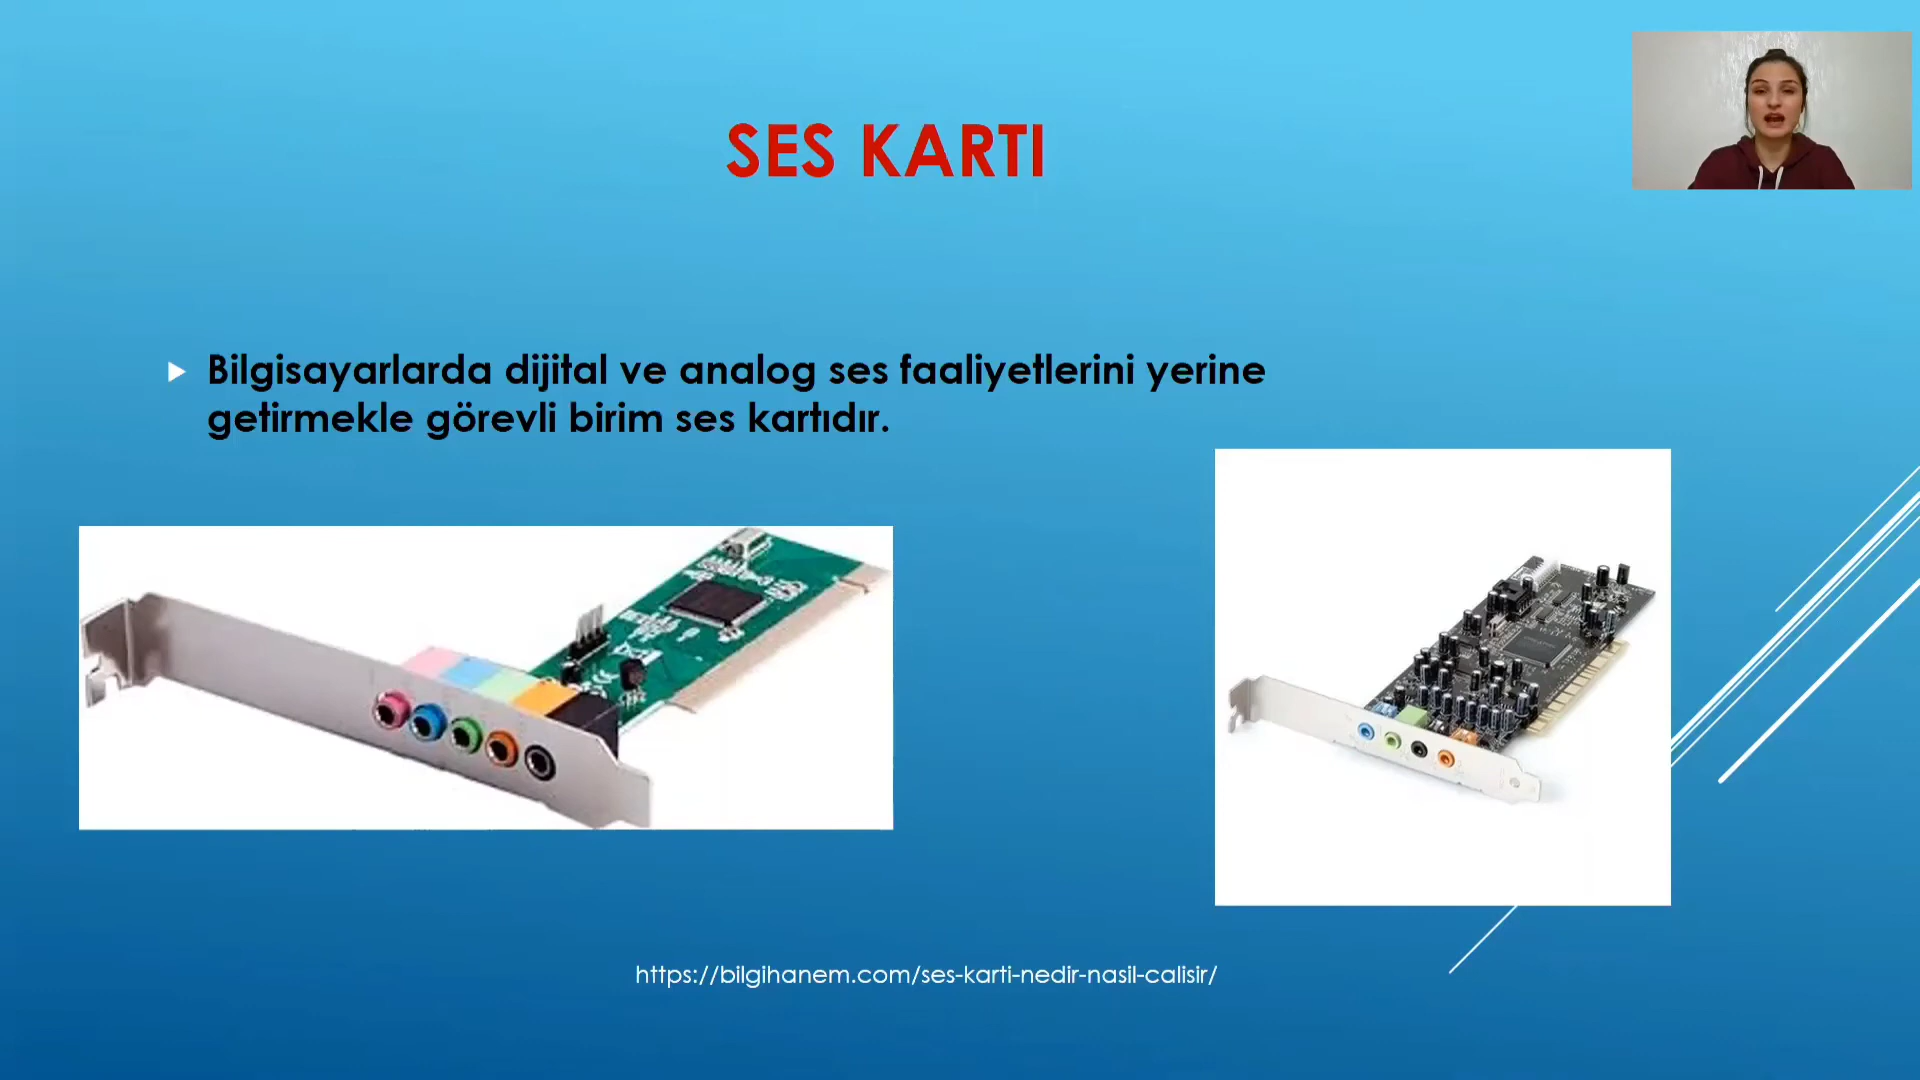 SES KARTI
Bilgisayarlarda dijital ve analog ses faaliyetlerini yerine
getirmekle görevli birim ses kartıdır.
https://bilgihanem.com/ses-karti-nedir-nasil-calisir/